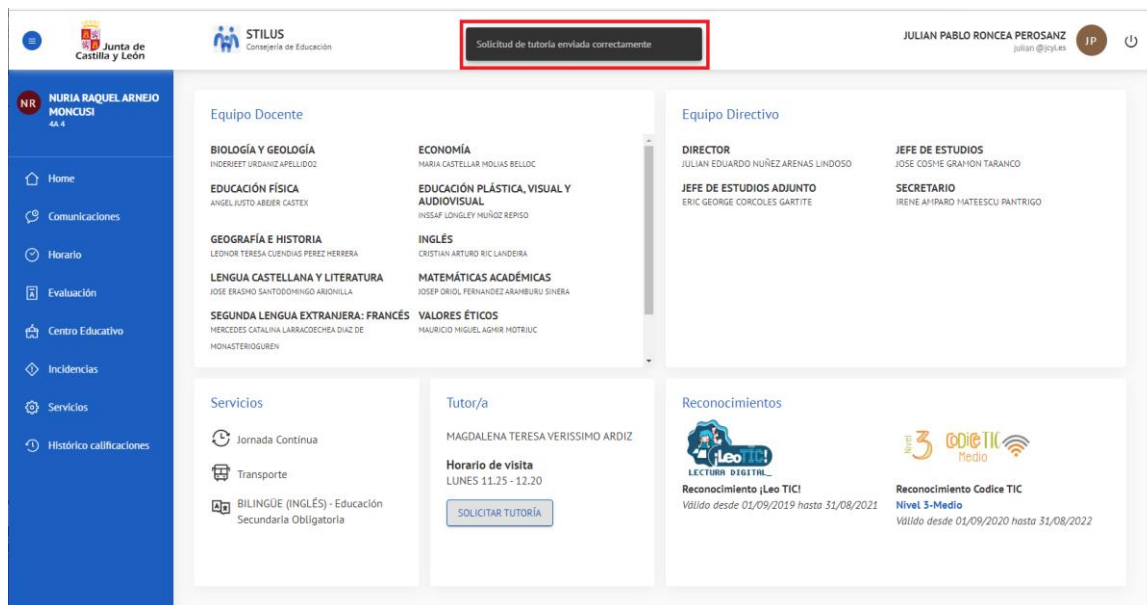 Junta de
Castilla y León
STILUS
Consejería de Educación
Solicitud de tutoría enviada correctamente
JULIAN PABLO RONCEA PEROSANZ
julian @jcyl.es
JP
NR
NURIA RAQUEL ARNEJO
MONCUSI
4A 4
Home
Comunicaciones
Horario
Evaluación
Centro Educativo
Incidencias
Servicios
Histórico calificaciones
Equipo Docente
BIOLOGÍA Y GEOLOGÍA
INDERJEET URDANIZ APELLIDO2
ECONOMÍA
MARIA CASTELLAR MOLIAS BELLOC
EDUCACIÓN FÍSICA
ANGEL JUSTO ABEJER CASTEX
EDUCACIÓN PLÁSTICA, VISUAL Y
AUDIOVISUAL
INSSAF LONGLEY MUÑOZ REPISO
GEOGRAFÍA E HISTORIA
LEONOR TERESA CUENDIAS PEREZ HERRERA
INGLÉS
CRISTIAN ARTURO RIC LANDEIRA
LENGUA CASTELLANA Y LITERATURA
JOSE ERASMO SANTODOMINGO ARJONILLA
MATEMÁTICAS ACADÉMICAS
JOSEP ORIOL FERNANDEZ ARAMBURU SINERA
SEGUNDA LENGUA EXTRANJERA: FRANCÉS
MERCEDES CATALINA LARRACOECHEA DIAZ DE
MONASTERIOGUREN
VALORES ÉTICOS
MAURICIO MIGUEL AGMIR MOTRIUC
Equipo Directivo
DIRECTOR
JULIAN EDUARDO NUÑEZ ARENAS LINDOSO
JEFE DE ESTUDIOS
JOSE COSME GRAMON TARANCO
JEFE DE ESTUDIOS ADJUNTO
ERIC GEORGE CORCOLES GARTITE
SECRETARIO
IRENE AMPARO MATEESCU PANTRIGO
Servicios
Jornada Continua
Transporte
BILINGÜE (INGLÉS) - Educación
Secundaria Obligatoria
Tutor/a
MAGDALENA TERESA VERISSIMO ARDIZ
Horario de visita
LUNES 11.25 - 12.20
SOLICITAR TUTORÍA
Reconocimientos
¡Leo TIC!
LECTURA DIGITAL_
Reconocimiento ¡Leo TIC!
Válido desde 01/09/2019 hasta 31/08/2021
Nivel 3 CODICE TIC
Medio
Reconocimiento Codice TIC
Nivel 3-Medio
Válido desde 01/09/2020 hasta 31/08/2022